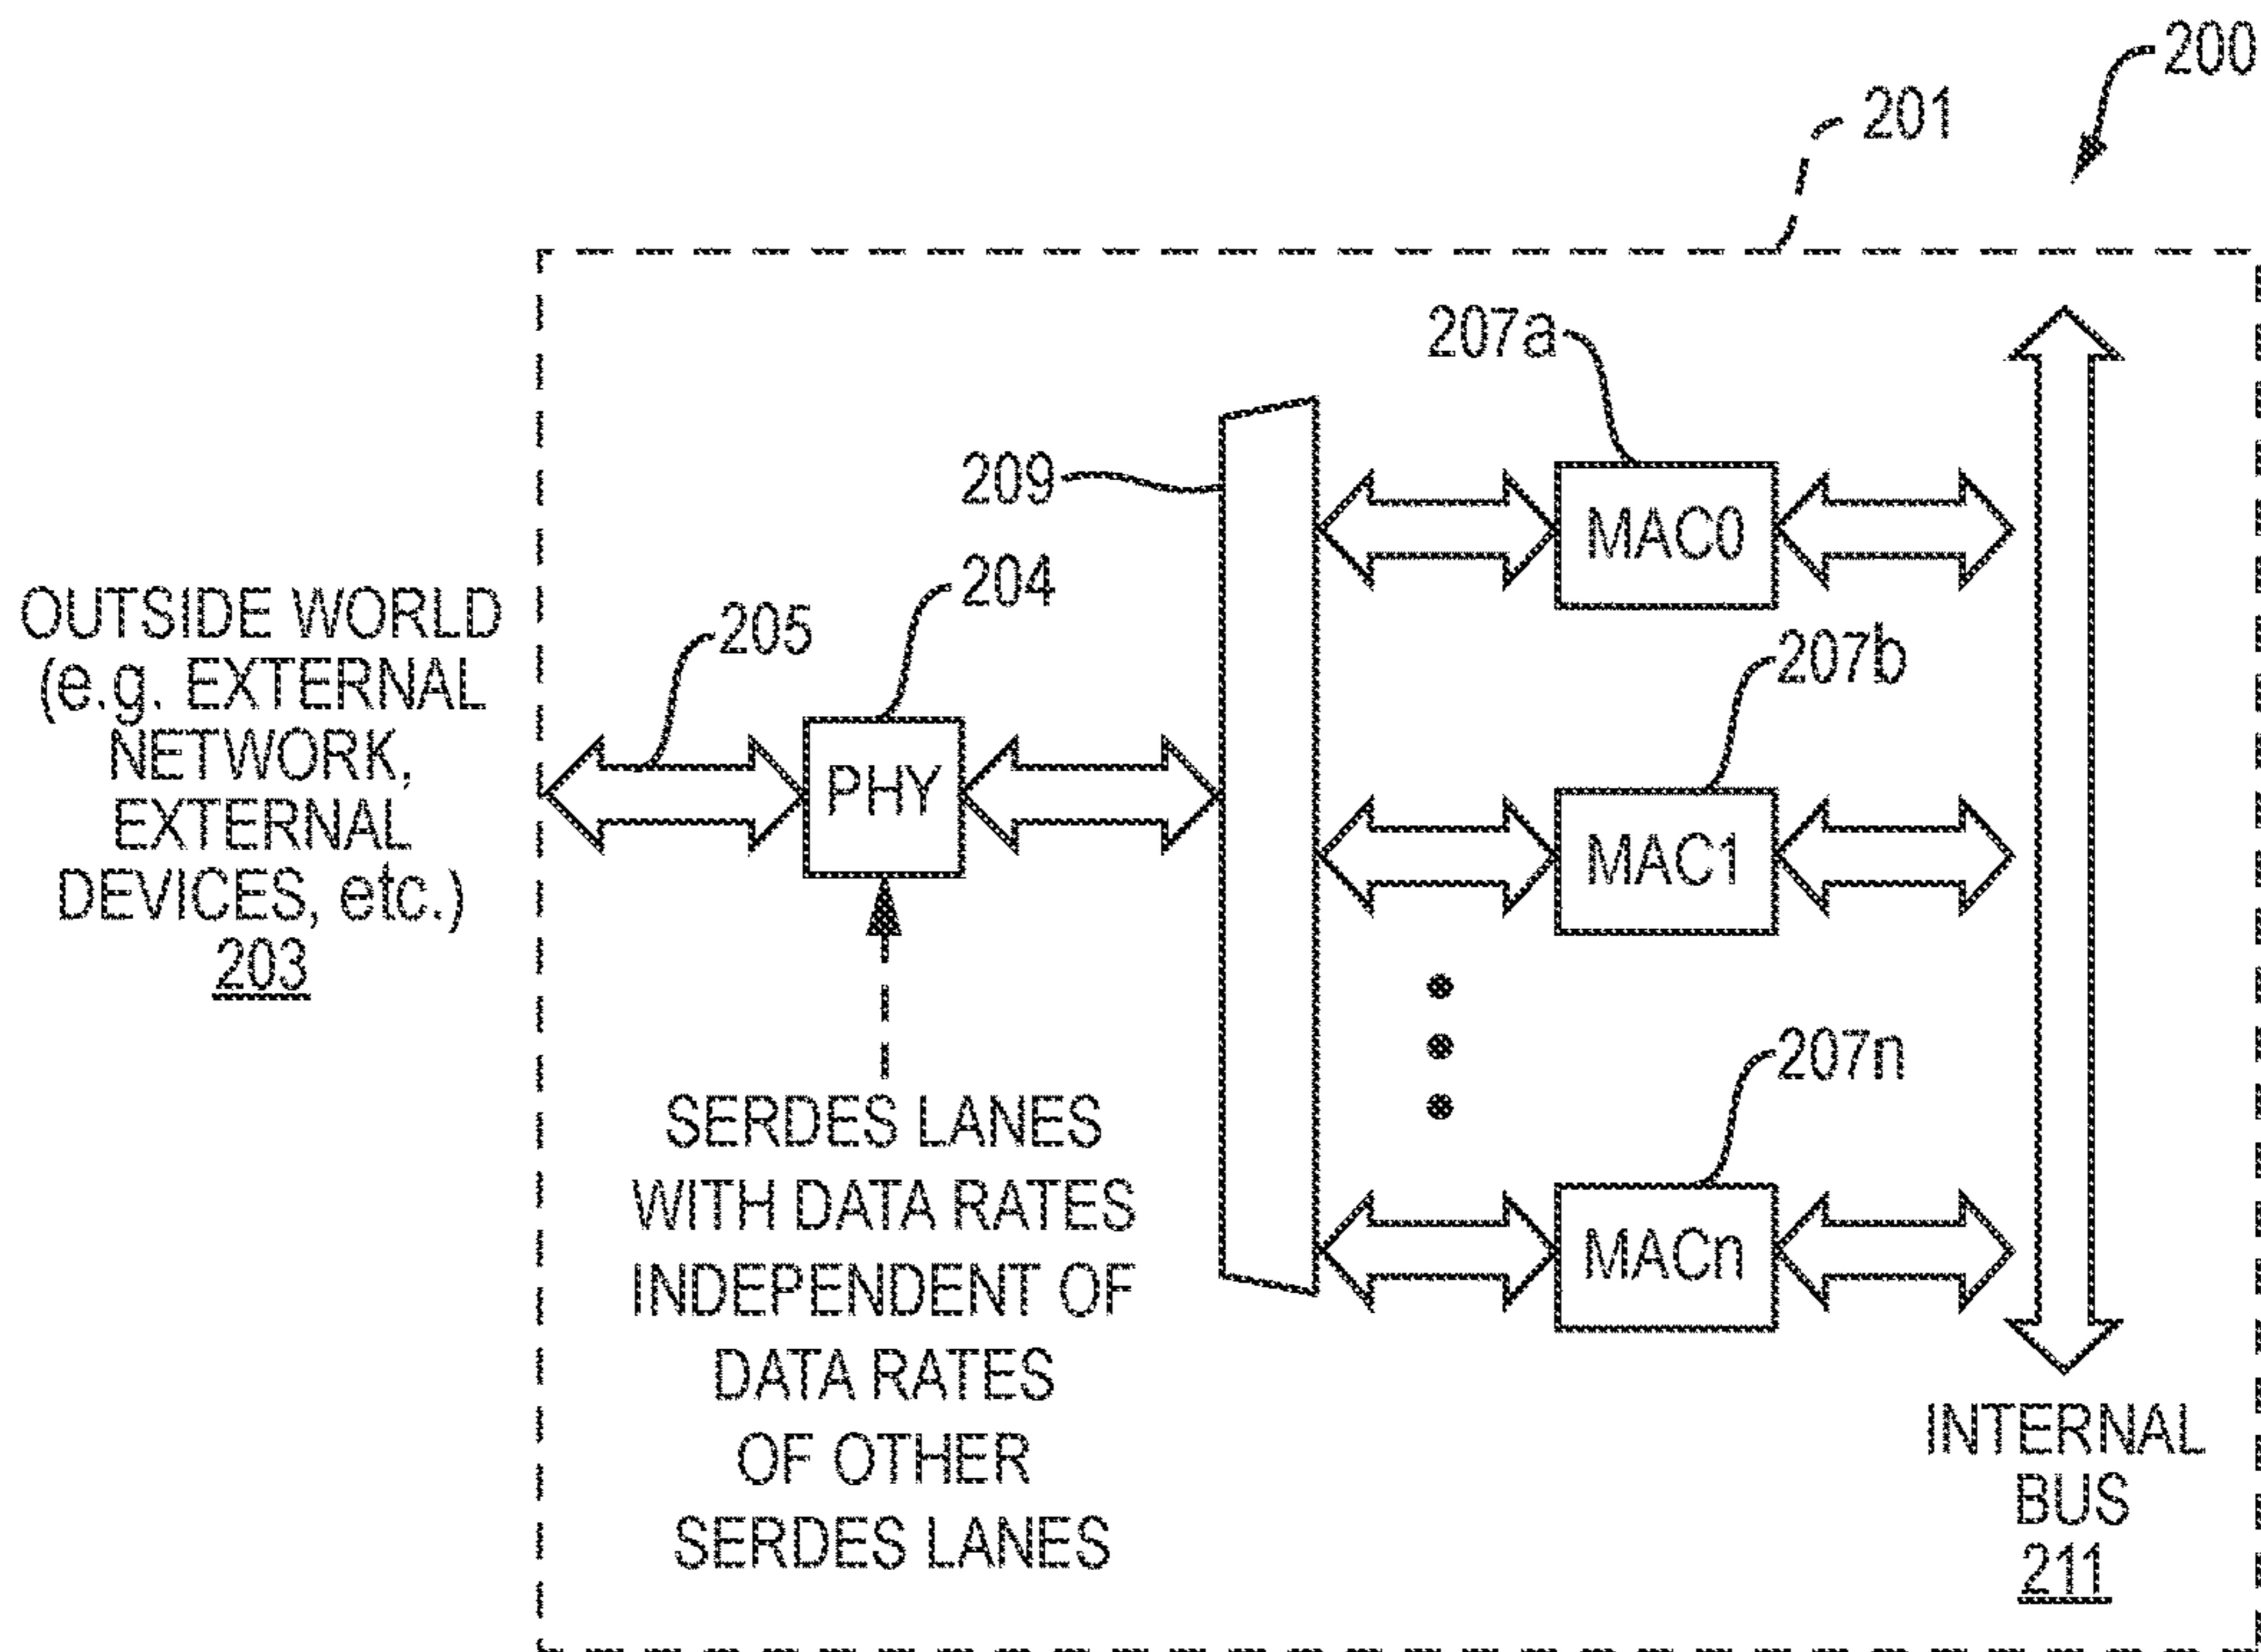 200
201
207a
209
MAC0
204
OUTSIDE WORLD
(e.g. EXTERNAL
NETWORK,
EXTERNAL
DEVICES, etc.)
203
205
207b
PHY
MAC1
207n
SERDES LANES
WITH DATA RATES
INDEPENDENT OF
DATA RATES
OF OTHER
SERDES LANES
MACn
INTERNAL
BUS
211